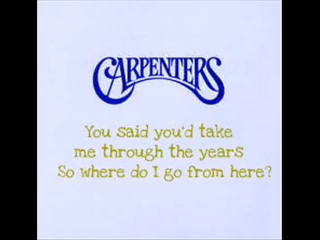 CARPENTERS
You said you'd take
me through the years
So where do I go from here?